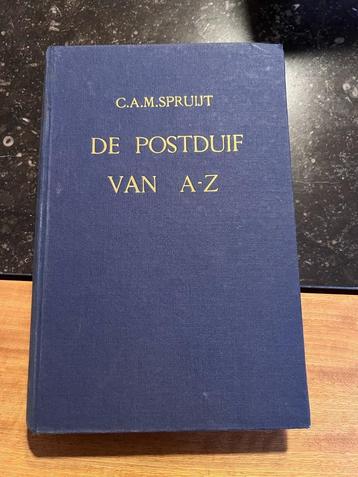 C.A.M.SPRUIJT
DE POSTDUIF
VAN A-Z